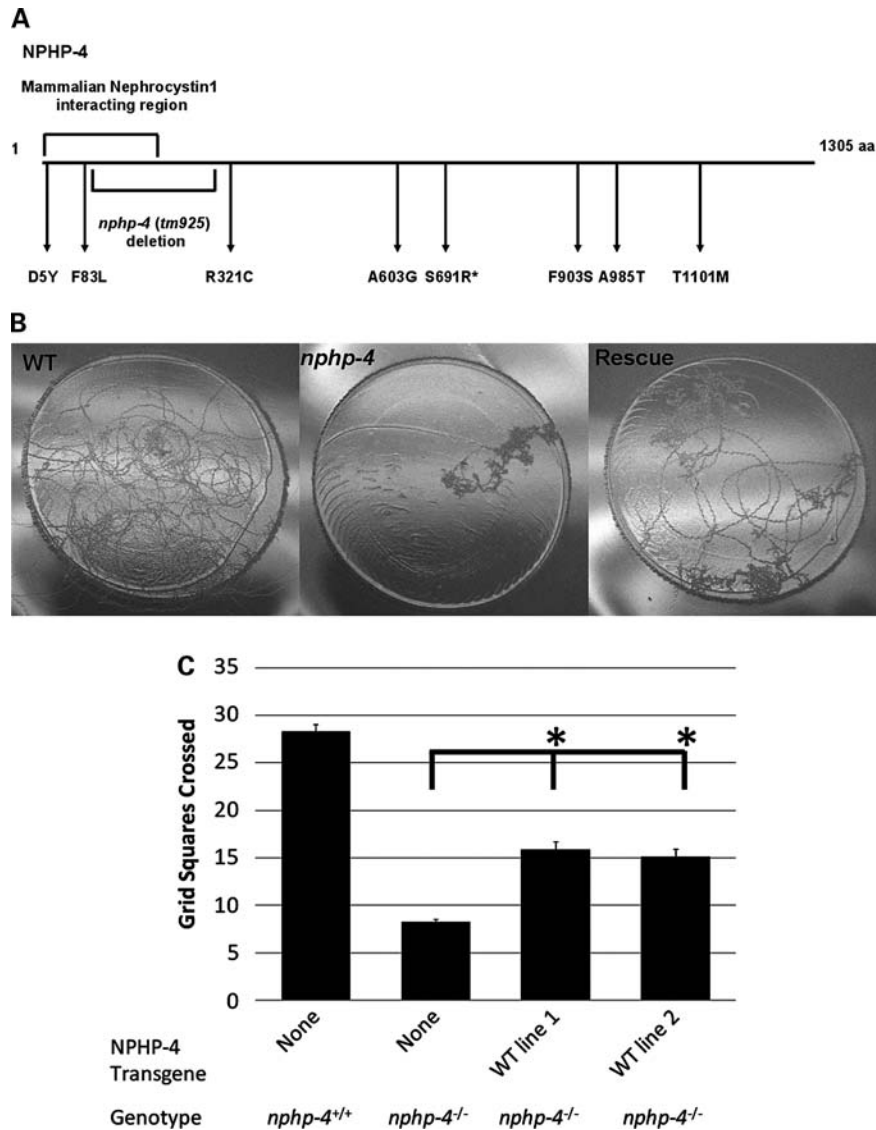 A
NPHP-4
Mammalian Nephrocystin1
interacting region
1
1305 aa
nphp-4 (tm925)
deletion
D5Y F83L R321C A603G S691R* F903S A985T T1101M
B
WT nphp-4 Rescue
C
35
30
25
20
15
10
5
0
Grid Squares Crossed
* *
NPHP-4
Transgene
None None WT line 1 WT line 2
Genotype nphp-4+/+ nphp-4-/- nphp-4-/- nphp-4-/-